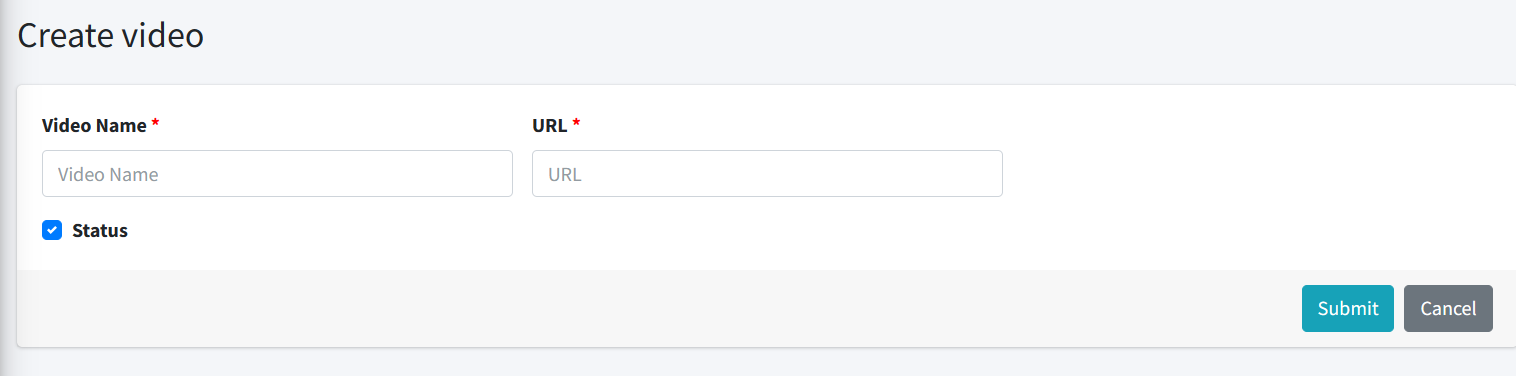 Create video
Video Name * URL *
Video Name URL
Status
Submit Cancel